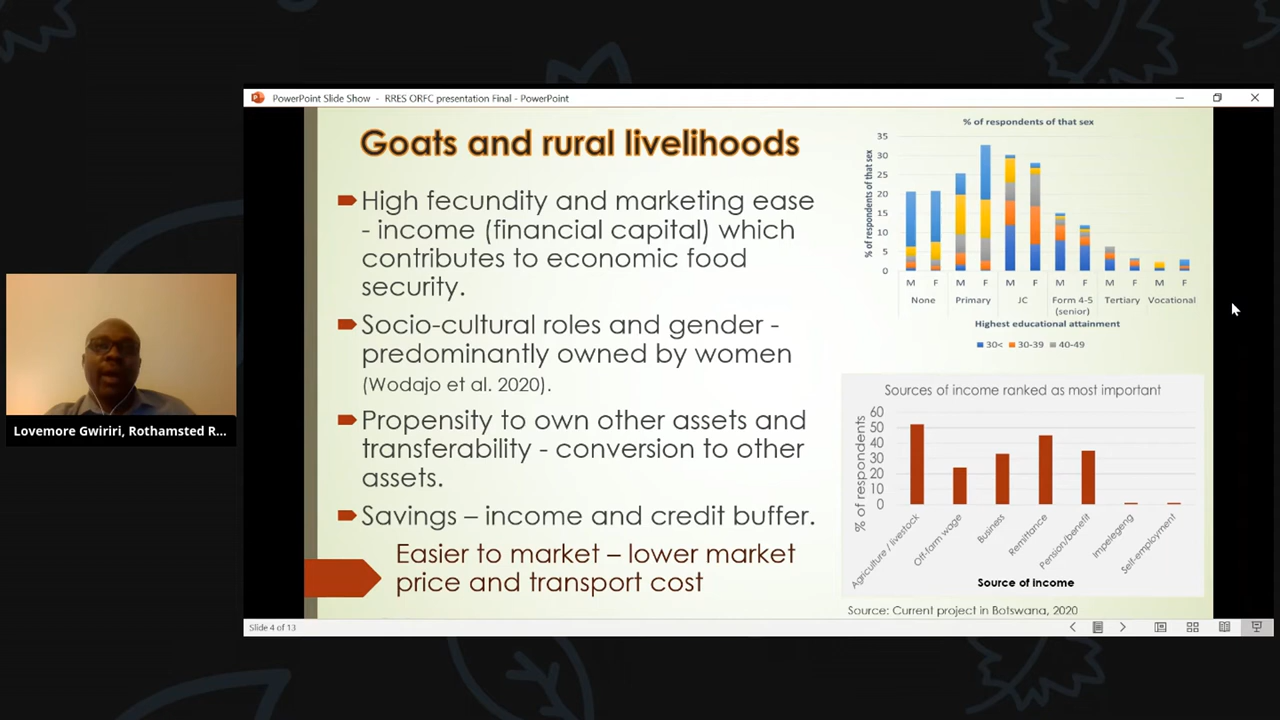 PowerPoint Slide Show - RRES ORFC presentation Final - PowerPoint
Goats and rural livelihoods
High fecundity and marketing ease
- income (financial capital) which
contributes to economic food
security.
Socio-cultural roles and gender -
predominantly owned by women
(Wodajo et al. 2020).
Propensity to own other assets and
transferability - conversion to other
assets.
Savings – income and credit buffer.
Easier to market – lower market
price and transport cost
% of respondents of that sex
% of respondents of that sex
35
30
25
20
15
10
5
0
M F M F M F M F M F M F
None Primary JC Form 4-5 Tertiary Vocational
(senior)
Highest educational attainment
30< 30-39 40-49
Sources of income ranked as most important
% of respondents
60
50
40
30
20
10
0
Agriculture / livestock
Off-farm wage
Business
Remittance
Pension/benefit
Impelegeng
Self-employment
Source of income
Source: Current project in Botswana, 2020
Slide 4 of 13
Lovemore Gwiriri, Rothamsted R...